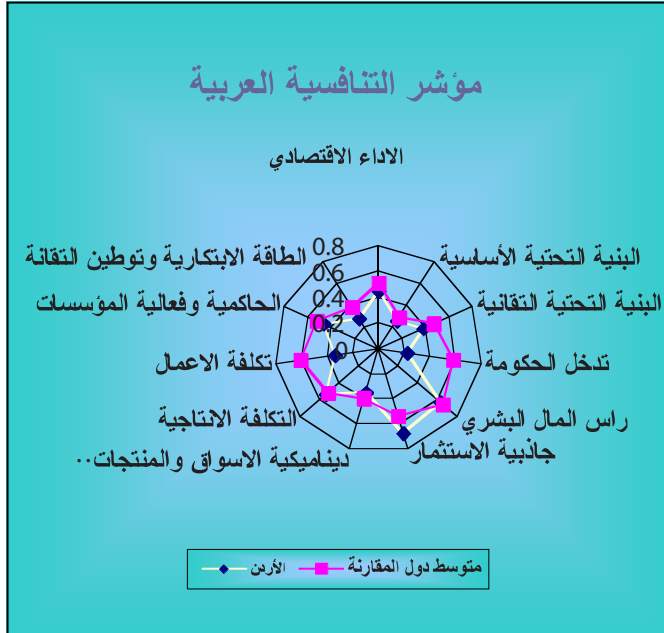 مؤشر التنافسية العربية
الاداء الاقتصادي
الطاقة الابتكارية وتوطين التقانة
0.8
البنية التحتية الأساسية
0.6
الحاكمية وفعالية المؤسسات
0.4
البنية التحتية التقانية
0.2
تكلفة الاعمال
0
تدخل الحكومة
التكلفة الانتاجية
راس المال البشري
ديناميكية الاسواق والمنتجات..
جاذبية الاستثمار
الأردن
متوسط دول المقارنة